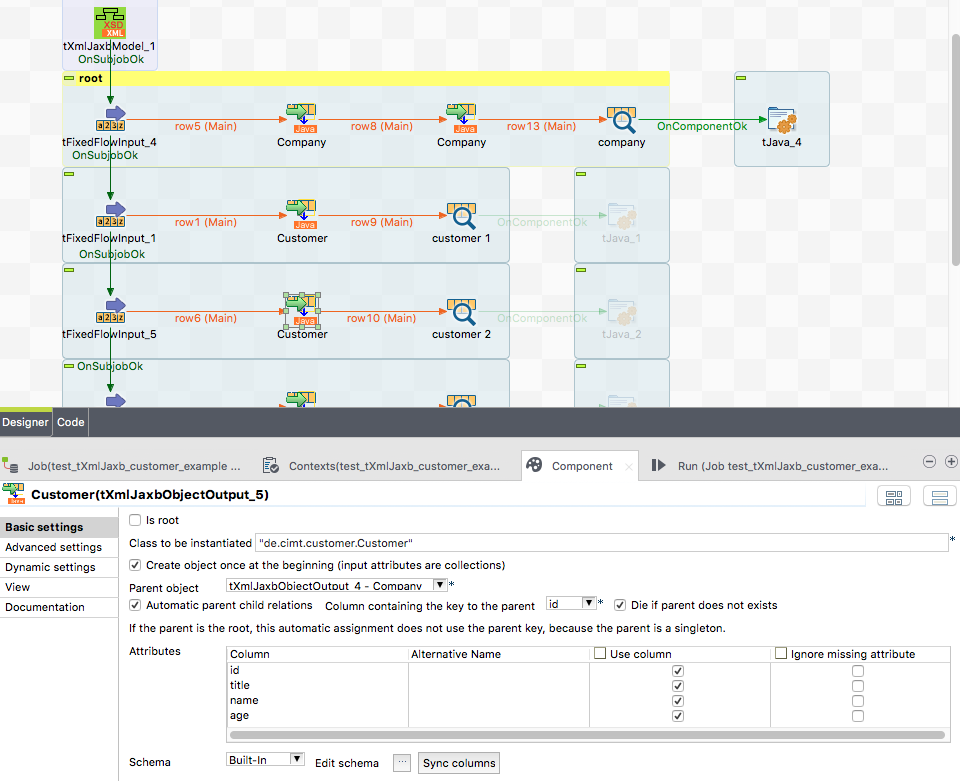 XSD
XML
tXmlJaxbModel_1
OnSubjobOk
root
a 2 3 z
Java
Java
row5 (Main)
row8 (Main)
row13 (Main)
OnComponentOk
tFixedFlowInput_4
Company
Company
company
tJava_4
OnSubjobOk
a 2 3 z
Java
row1 (Main)
row9 (Main)
OnComponentOk
tFixedFlowInput_1
Customer
customer 1
tJava_1
OnSubjobOk
a 2 3 z
Java
row6 (Main)
row10 (Main)
OnComponentOk
tFixedFlowInput_5
Customer
customer 2
tJava_2
OnSubjobOk
Designer
Code
Job(test_tXmlJaxb_customer_example ...
Contexts(test_tXmlJaxb_customer_exa...
Component
Run (Job test_tXmlJaxb_customer_exa...
Customer(tXmlJaxbObjectOutput_5)
Basic settings
Advanced settings
Dynamic settings
View
Documentation
Is root
Class to be instantiated "de.cimt.customer.Customer" *
Create object once at the beginning (input attributes are collections)
Parent object tXmlJaxbObjectOutput_4 - Company *
Automatic parent child relations Column containing the key to the parent id * Die if parent does not exists
If the parent is the root, this automatic assignment does not use the parent key, because the parent is a singleton.
Attributes
Column Alternative Name Use column Ignore missing attribute
id
title
name
age
Schema Built-In Edit schema ... Sync columns